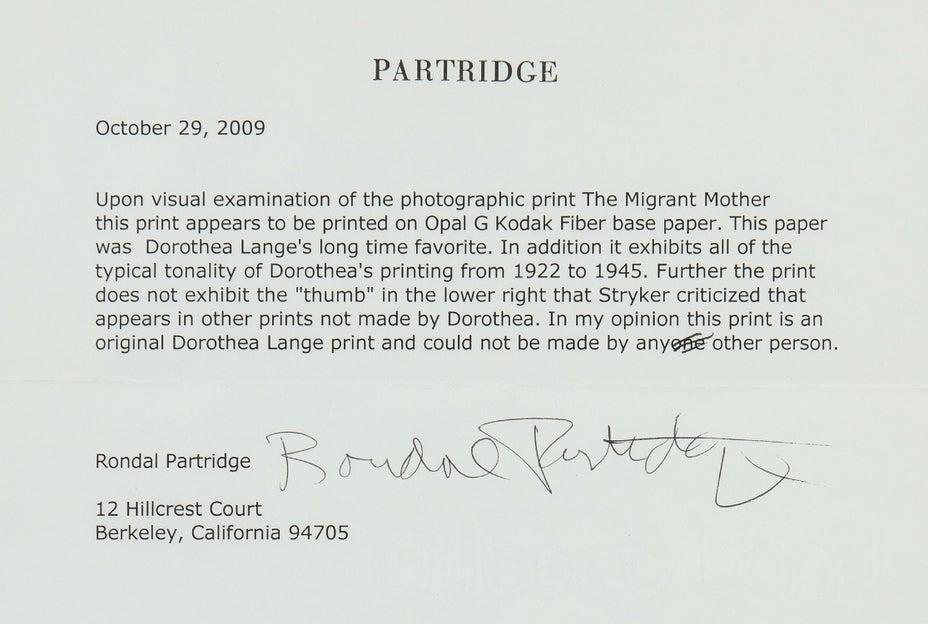 PARTRIDGE
October 29, 2009
Upon visual examination of the photographic print The Migrant Mother
this print appears to be printed on Opal G Kodak Fiber base paper. This paper
was Dorothea Lange's long time favorite. In addition it exhibits all of the
typical tonality of Dorothea's printing from 1922 to 1945. Further the print
does not exhibit the "thumb" in the lower right that Stryker criticized that
appears in other prints not made by Dorothea. In my opinion this print is an
original Dorothea Lange print and could not be made by anyone other person.
Rondal Partridge Rondal Partridge
12 Hillcrest Court
Berkeley, California 94705